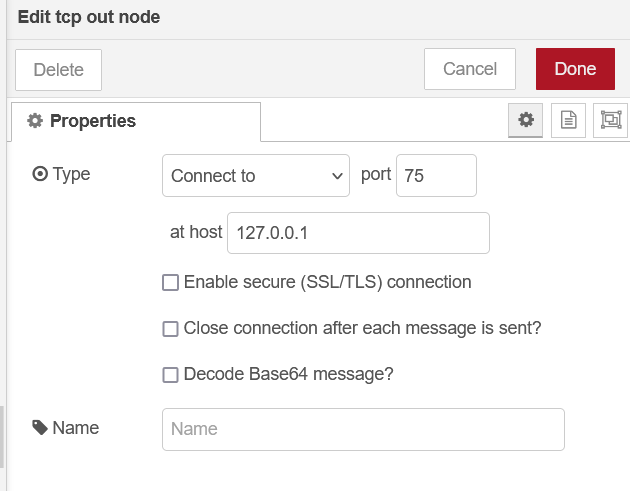 Edit tcp out node
Delete Cancel Done
Properties
Type Connect to port 75
at host 127.0.0.1
Enable secure (SSL/TLS) connection
Close connection after each message is sent?
Decode Base64 message?
Name Name